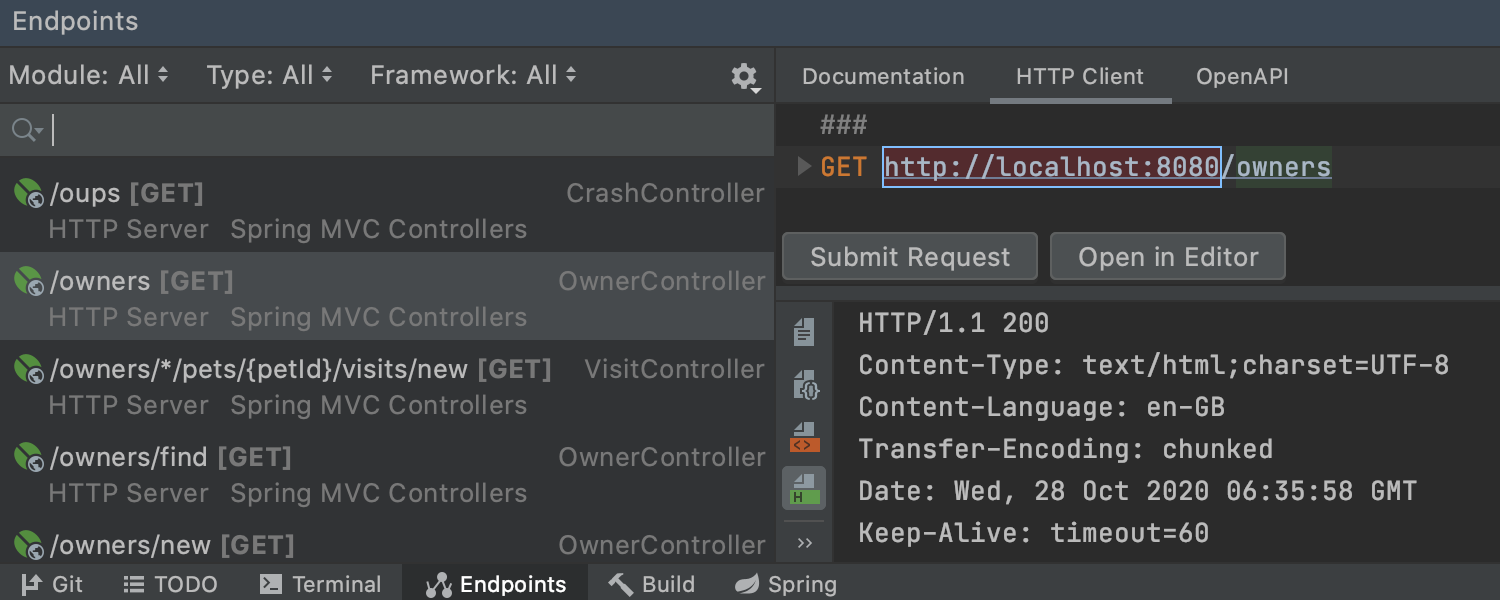 Endpoints
Module: All Type: All Framework: All
/oups [GET] CrashController
HTTP Server Spring MVC Controllers
/owners [GET] OwnerController
HTTP Server Spring MVC Controllers
/owners/*/pets/{petId}/visits/new [GET] VisitController
HTTP Server Spring MVC Controllers
/owners/find [GET] OwnerController
HTTP Server Spring MVC Controllers
/owners/new [GET] OwnerController
Documentation HTTP Client OpenAPI
###
GET http://localhost:8080/owners
Submit Request Open in Editor
HTTP/1.1 200
Content-Type: text/html;charset=UTF-8
Content-Language: en-GB
Transfer-Encoding: chunked
Date: Wed, 28 Oct 2020 06:35:58 GMT
Keep-Alive: timeout=60
Git TODO Terminal Endpoints Build Spring